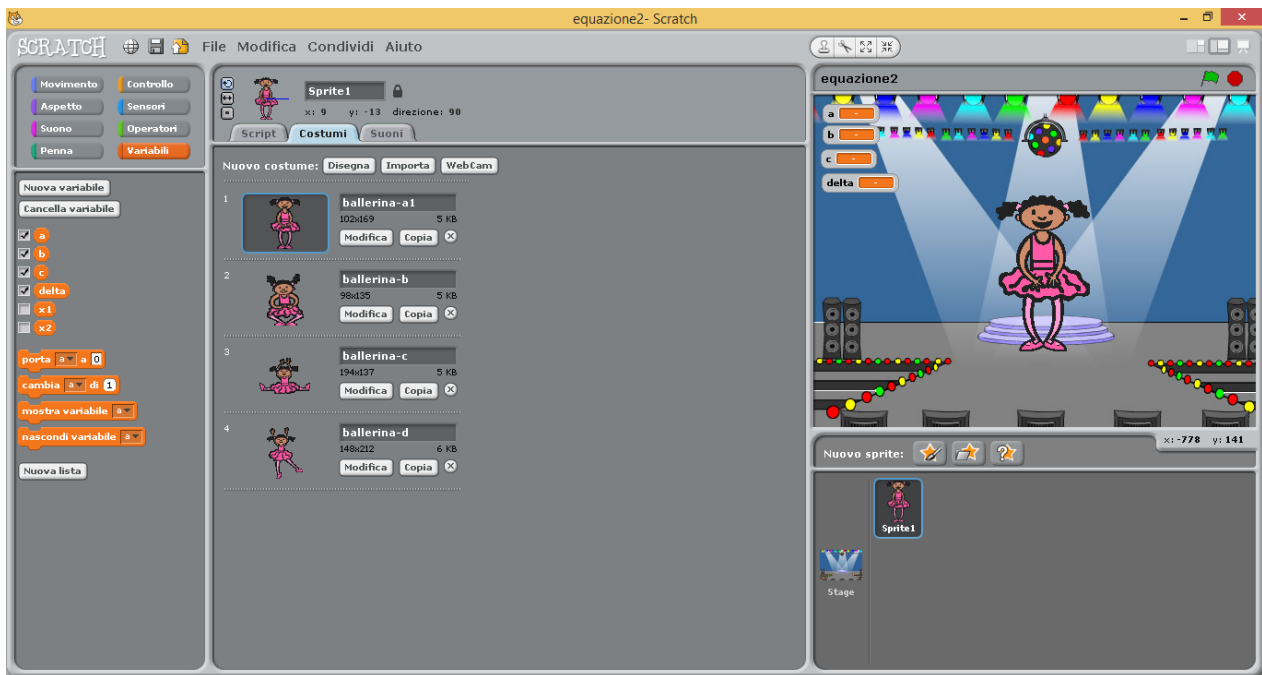 equazione2- Scratch
SCRATCH File Modifica Condividi Aiuto
Movimento Controllo
Aspetto Sensori
Suono Operatori
Penna Variabili
Nuova variabile
Cancella variabile
a
b
c
delta
x1
x2
porta a a 0
cambia a di 1
mostra variabile a
nascondi variabile a
Nuova lista
Sprite1
x: 9 y: -13 direzione: 90
Script Costumi Suoni
Nuovo costume: Disegna Importa WebCam
1 ballerina-a1
102x169 5 KB
Modifica Copia
2 ballerina-b
98x135 5 KB
Modifica Copia
3 ballerina-c
194x137 5 KB
Modifica Copia
4 ballerina-d
148x212 6 KB
Modifica Copia
equazione2
a -
b -
c -
delta -
x: -778 y: 141
Nuovo sprite:
Sprite1
Stage